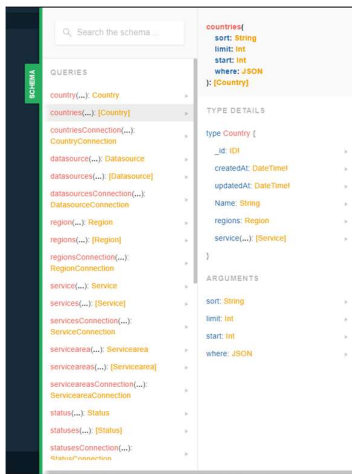 Search the schema ...
SCHEMA
QUERIES
country(...): Country
countries(...): [Country]
countriesConnection(...):
CountryConnection
datasource(...): Datasource
datasources(...): [Datasource]
datasourcesConnection(...):
DatasourceConnection
region(...): Region
regions(...): [Region]
regionsConnection(...):
RegionConnection
service(...): Service
services(...): [Service]
servicesConnection(...):
ServiceConnection
servicearea(...): Servicearea
serviceareas(...): [Servicearea]
serviceareasConnection(...):
ServiceareaConnection
status(...): Status
statuses(...): [Status]
statusesConnection(...):
StatusConnection
countries(
sort: String
limit: Int
start: Int
where: JSON
): [Country]
TYPE DETAILS
type Country {
_id: ID!
createdAt: DateTime!
updatedAt: DateTime!
Name: String
regions: Region
service(...): [Service]
}
ARGUMENTS
sort: String
limit: Int
start: Int
where: JSON